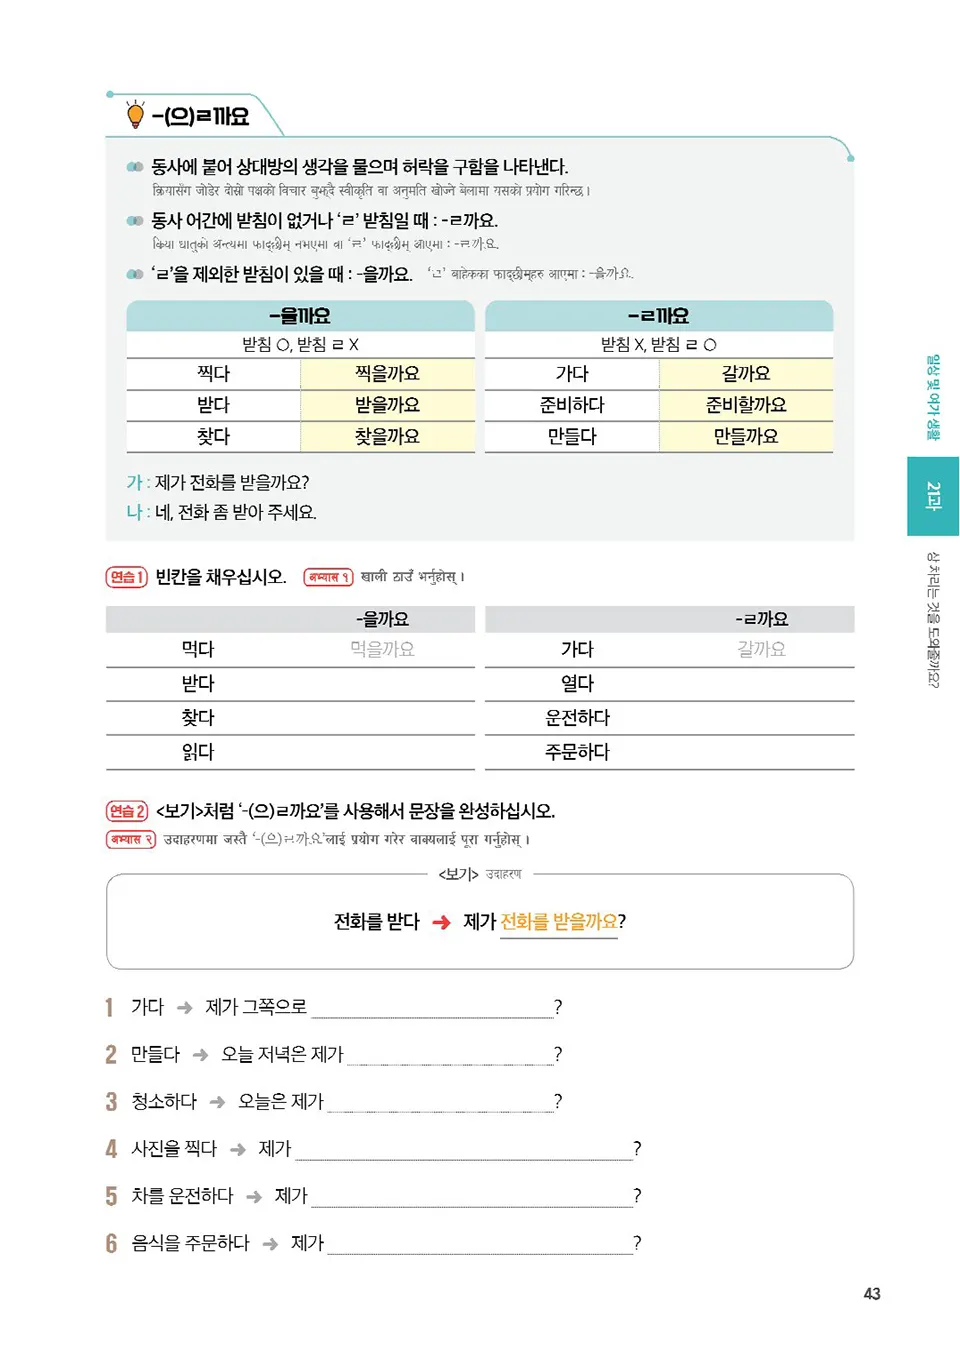 -(으)ㄹ까요
동사에 붙어 상대방의 생각을 물으며 허락을 구함을 나타낸다.
क्रियासँग जोडेर दोस्रो पक्षको विचार बुझ्दै स्वीकृति वा अनुमति खोज्ने बेलामा यसको प्रयोग गरिन्छ ।
동사 어간에 받침이 없거나 ‘ㄹ’ 받침일 때 : -ㄹ까요.
क्रिया धातुको अन्त्यमा फाद्छीम् नभएमा वा ‘ㄹ’ फाद्छीम् आएमा : -ㄹ까요.
‘ㄹ’을 제외한 받침이 있을 때 : -을까요. ‘ㄹ’ बाहेकका फाद्छीम्हरु आएमा : -을까요.
-을까요 -ㄹ까요
받침 O, 받침 ㄹ X 받침 X, 받침 ㄹ O
찍다 찍을까요 가다 갈까요
받다 받을까요 준비하다 준비할까요
찾다 찾을까요 만들다 만들까요
가 : 제가 전화를 받을까요?
나 : 네, 전화 좀 받아 주세요.
연습 1 빈칸을 채우십시오. अभ्यास १ खाली ठाउँ भर्नुहोस् ।
-을까요 -ㄹ까요
먹다 먹을까요 가다 갈까요
받다 열다
찾다 운전하다
읽다 주문하다
연습 2 <보기>처럼 ‘-(으)ㄹ까요’를 사용해서 문장을 완성하십시오.
अभ्यास २ उदाहरणमा जस्तै ‘-(으)ㄹ까요’लाई प्रयोग गरेर वाक्यलाई पूरा गर्नुहोस् ।
<보기> उदाहरण
전화를 받다 ➜ 제가 전화를 받을까요?
1 가다 ➜ 제가 그쪽으로 ?
2 만들다 ➜ 오늘 저녁은 제가 ?
3 청소하다 ➜ 오늘은 제가 ?
4 사진을 찍다 ➜ 제가 ?
5 차를 운전하다 ➜ 제가 ?
6 음식을 주문하다 ➜ 제가 ?
일상 및 여가 생활
21과
상 차리는 것을 도와줄까요?
43